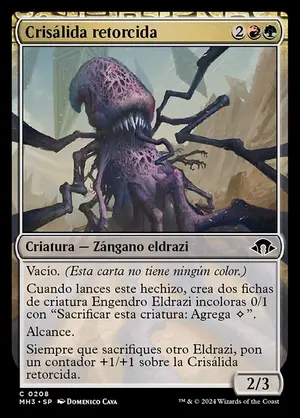 Crisálida retorcida 2
Criatura — Zángano eldrazi
Vacío. (Esta carta no tiene ningún color.)
Cuando lances este hechizo, crea dos fichas
de criatura Engendro Eldrazi incoloras 0/1
con “Sacrificar esta criatura: Agrega ◇”.
Alcance.
Siempre que sacrifiques otro Eldrazi, pon
un contador +1/+1 sobre la Crisálida
retorcida.
2/3
C 0208
MH3 • SP DOMENICO CAVA
™ & © 2024 Wizards of the Coast